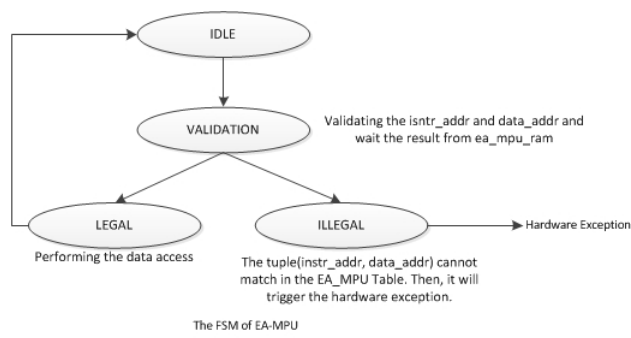 IDLE
VALIDATION
Validating the isntr_addr and data_addr and
wait the result from ea_mpu_ram
LEGAL
ILLEGAL
Hardware Exception
Performing the data access
The tuple(instr_addr, data_addr) cannot
match in the EA_MPU Table. Then, it will
trigger the hardware exception.
The FSM of EA-MPU